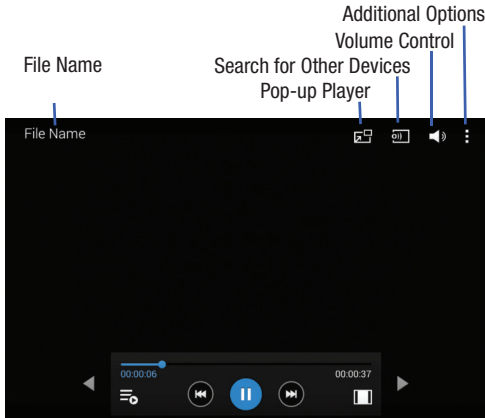 Additional Options
Volume Control
File Name
Search for Other Devices
Pop-up Player
File Name
00:00:06
00:00:37